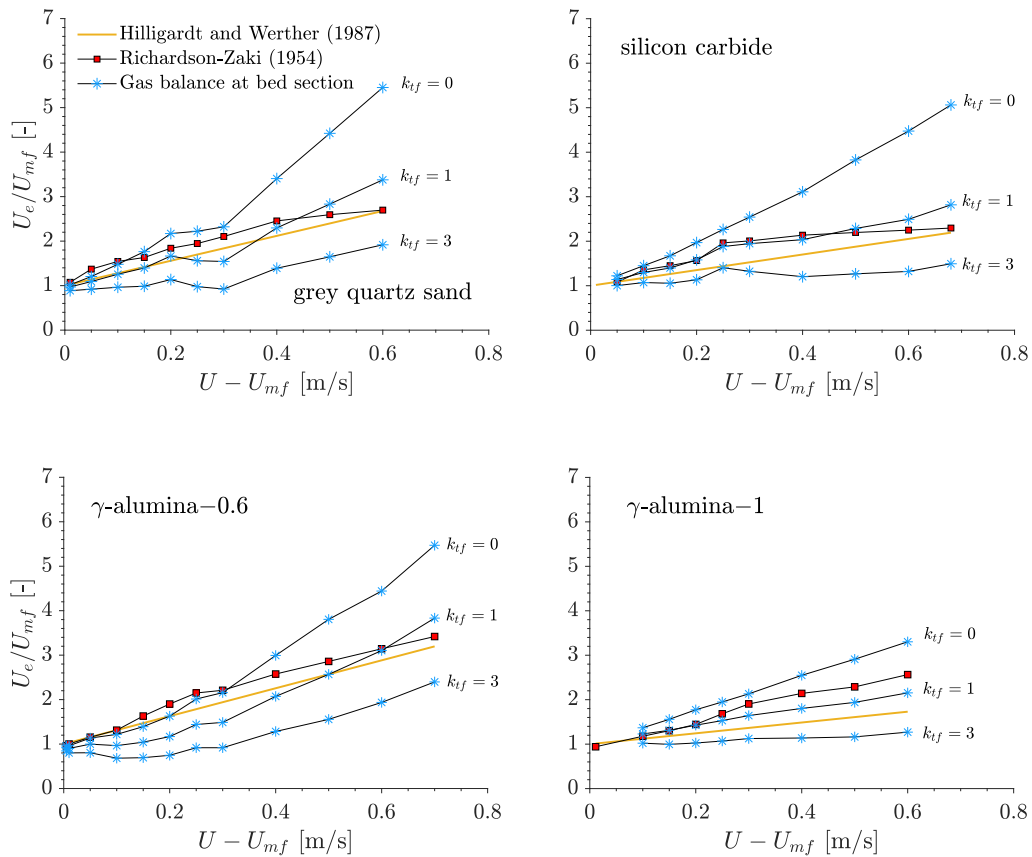 7
6
5
4
3
2
1
0
U_e/U_mf [-]
Hilligardt and Werther (1987)
Richardson-Zaki (1954)
Gas balance at bed section
k_tf = 0
k_tf = 1
k_tf = 3
grey quartz sand
0 0.2 0.4 0.6 0.8
U − U_mf [m/s]
7
6
5
4
3
2
1
0
silicon carbide
k_tf = 0
k_tf = 1
k_tf = 3
0 0.2 0.4 0.6 0.8
U − U_mf [m/s]
7
6
5
4
3
2
1
0
U_e/U_mf [-]
γ-alumina−0.6
k_tf = 0
k_tf = 1
k_tf = 3
0 0.2 0.4 0.6 0.8
U − U_mf [m/s]
7
6
5
4
3
2
1
0
γ-alumina−1
k_tf = 0
k_tf = 1
k_tf = 3
0 0.2 0.4 0.6 0.8
U − U_mf [m/s]